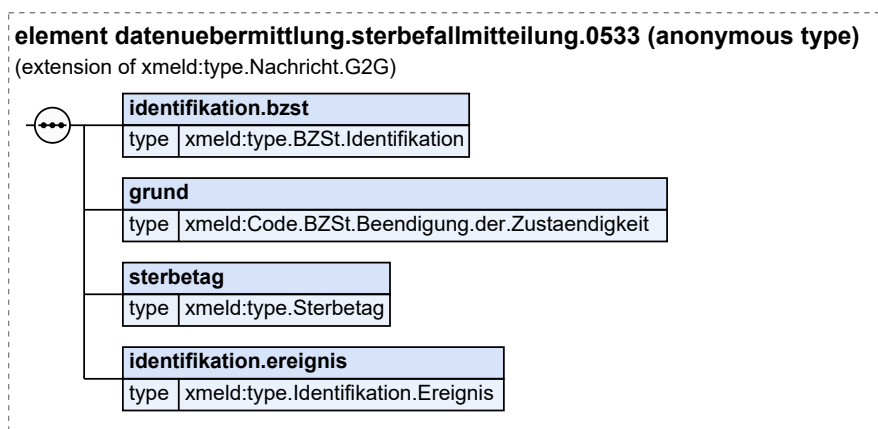 element datenuebermittlung.sterbefallmitteilung.0533 (anonymous type)
(extension of xmeld:type.Nachricht.G2G)
identifikation.bzst
type xmeld:type.BZSt.Identifikation
grund
type xmeld:Code.BZSt.Beendigung.der.Zustaendigkeit
sterbetag
type xmeld:type.Sterbetag
identifikation.ereignis
type xmeld:type.Identifikation.Ereignis